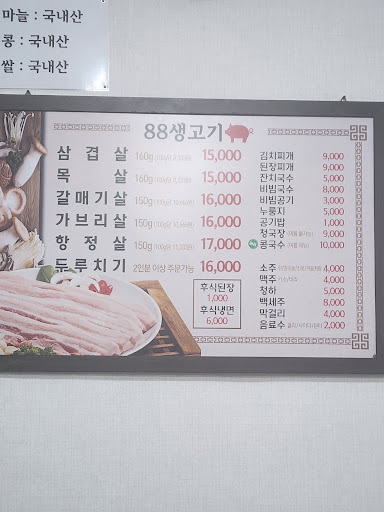 마늘 : 국내산
콩 : 국내산
쌀 : 국내산
88생고기
삼겹살 160g 15,000
목살 160g 15,000
갈매기살 150g 16,000
가브리살 150g 16,000
항정살 150g 17,000
두루치기 2인분 이상 주문가능 16,000
후식된장
1,000
후식냉면
6,000
김치찌개 9,000
된장찌개 9,000
잔치국수 5,000
비빔국수 8,000
비빔공기 3,000
누룽지 5,000
공기밥 1,000
청국장 9,000
콩국수 10,000
소주 4,000
맥주 4,000
청하 5,000
백세주 8,000
막걸리 4,000
음료수 2,000